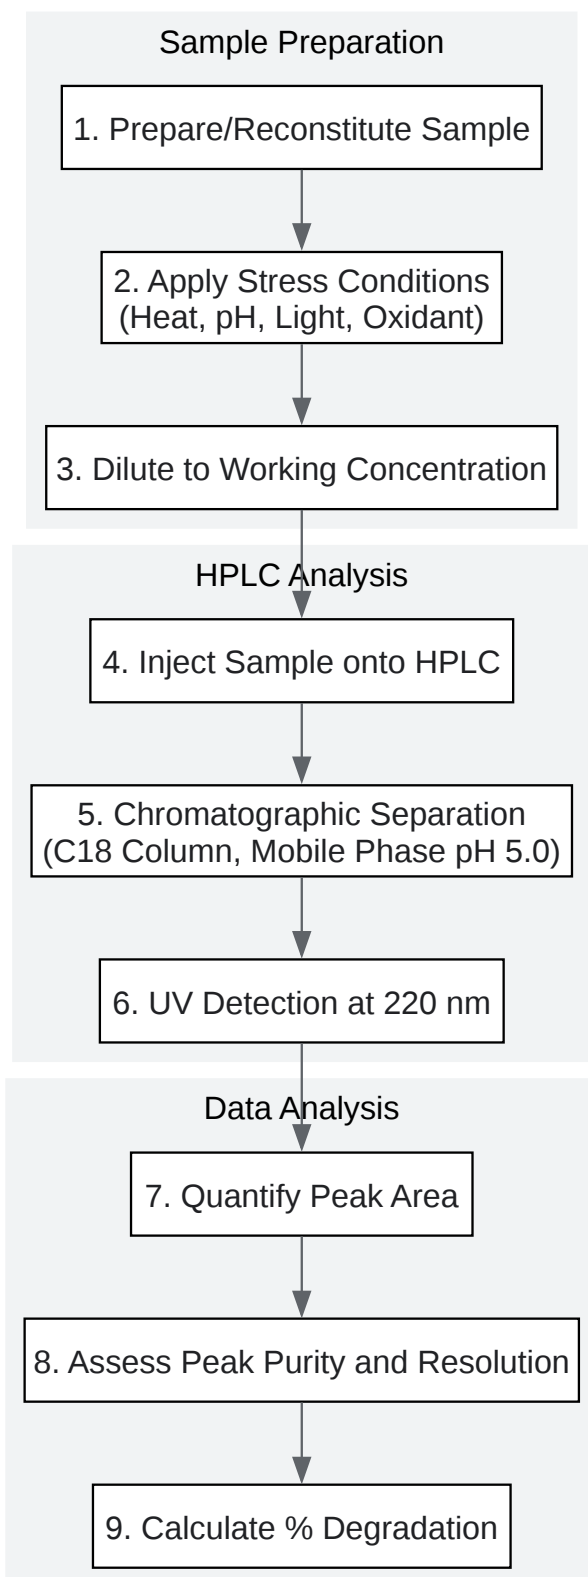 Sample Preparation
1. Prepare/Reconstitute Sample
2. Apply Stress Conditions
(Heat, pH, Light, Oxidant)
3. Dilute to Working Concentration
HPLC Analysis
4. Inject Sample onto HPLC
5. Chromatographic Separation
(C18 Column, Mobile Phase pH 5.0)
6. UV Detection at 220 nm
Data Analysis
7. Quantify Peak Area
8. Assess Peak Purity and Resolution
9. Calculate % Degradation